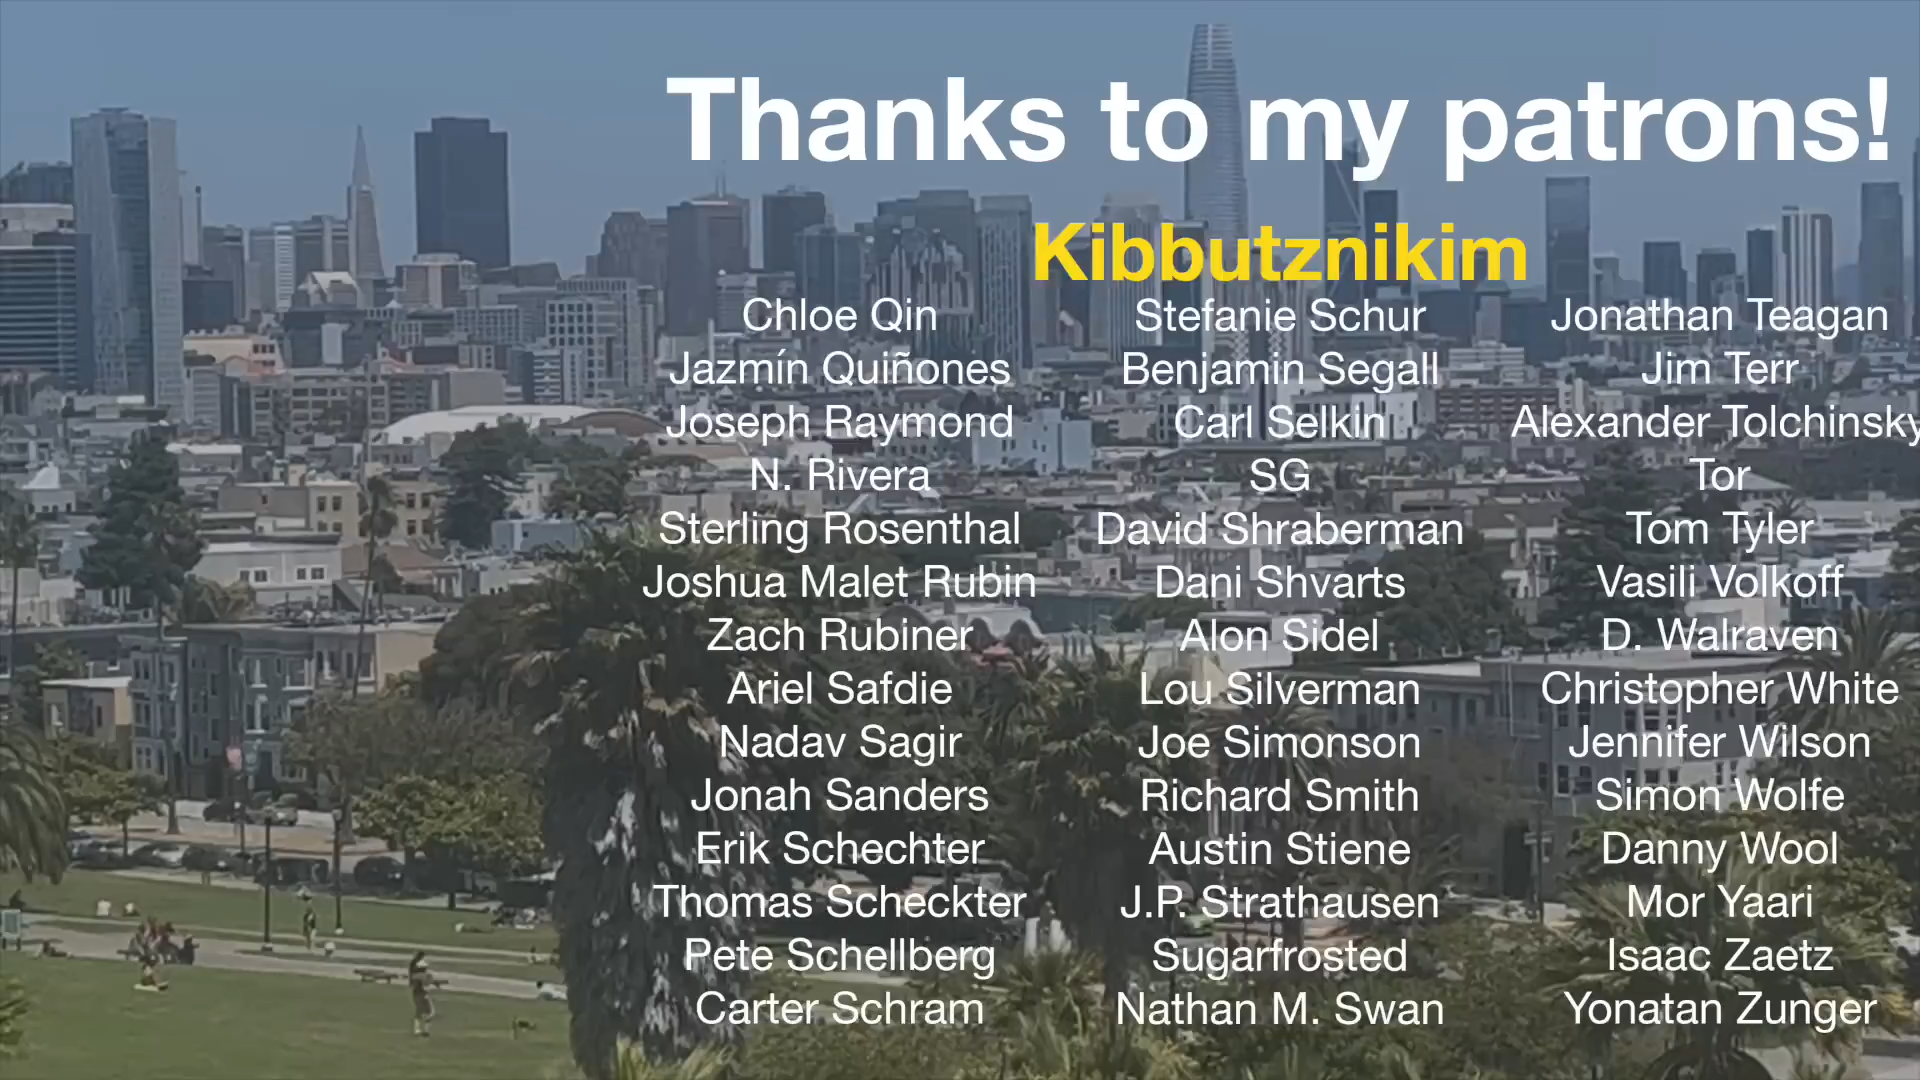 Thanks to my patrons!
Kibbutznikim
Chloe Qin
Jazmín Quiñones
Joseph Raymond
N. Rivera
Sterling Rosenthal
Joshua Malet Rubin
Zach Rubiner
Ariel Safdie
Nadav Sagir
Jonah Sanders
Erik Schechter
Thomas Scheckter
Pete Schellberg
Carter Schram
Stefanie Schur
Benjamin Segall
Carl Selkin
SG
David Shraberman
Dani Shvarts
Alon Sidel
Lou Silverman
Joe Simonson
Richard Smith
Austin Stiene
J.P. Strathausen
Sugarfrosted
Nathan M. Swan
Jonathan Teagan
Jim Terr
Alexander Tolchinsky
Tor
Tom Tyler
Vasili Volkoff
D. Walraven
Christopher White
Jennifer Wilson
Simon Wolfe
Danny Wool
Mor Yaari
Isaac Zaetz
Yonatan Zunger